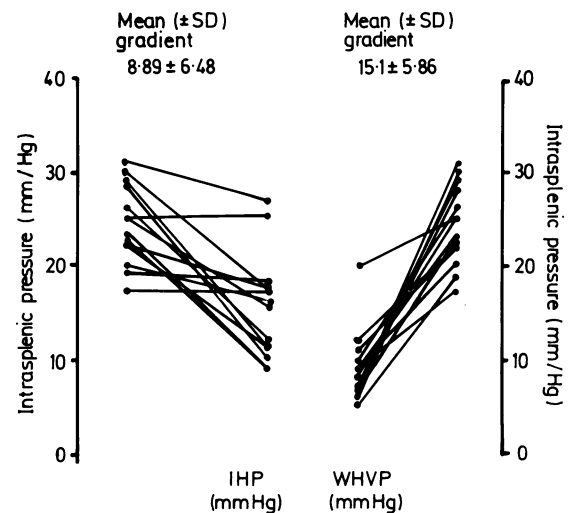 Mean (±SD)
gradient
8·89 ± 6·48
Mean (±SD)
gradient
15·1 ± 5·86
40
30
20
10
0
Intrasplenic pressure (mm/Hg)
40
30
20
10
0
Intrasplenic pressure (mm/Hg)
IHP
(mmHg)
WHVP
(mmHg)